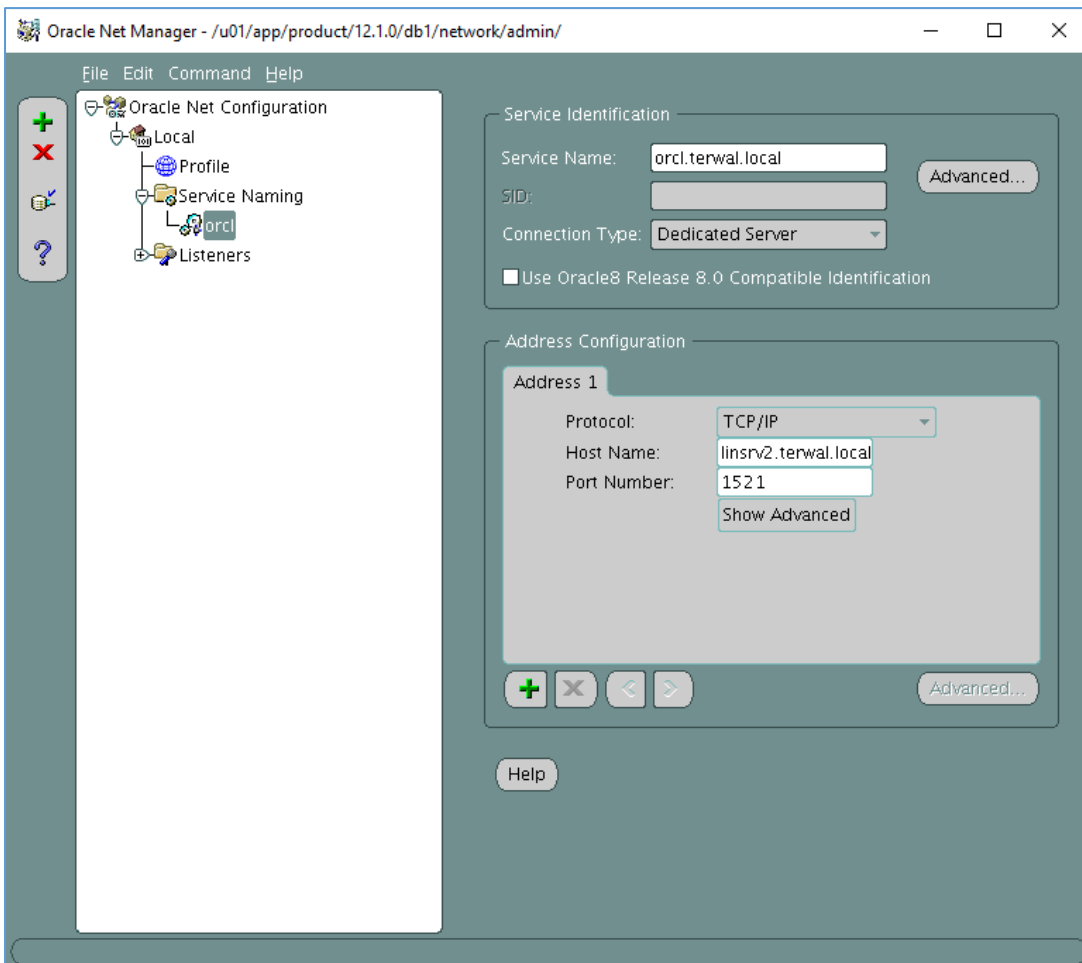 Oracle Net Manager - /u01/app/product/12.1.0/db1/network/admin/
File Edit Command Help
Oracle Net Configuration
Local
Profile
Service Naming
orcl
Listeners
Service Identification
Service Name: orcl.terwal.local
Advanced...
SID:
Connection Type: Dedicated Server
Use Oracle8 Release 8.0 Compatible Identification
Address Configuration
Address 1
Protocol: TCP/IP
Host Name: linsrv2.terwal.local
Port Number: 1521
Show Advanced
Advanced...
Help